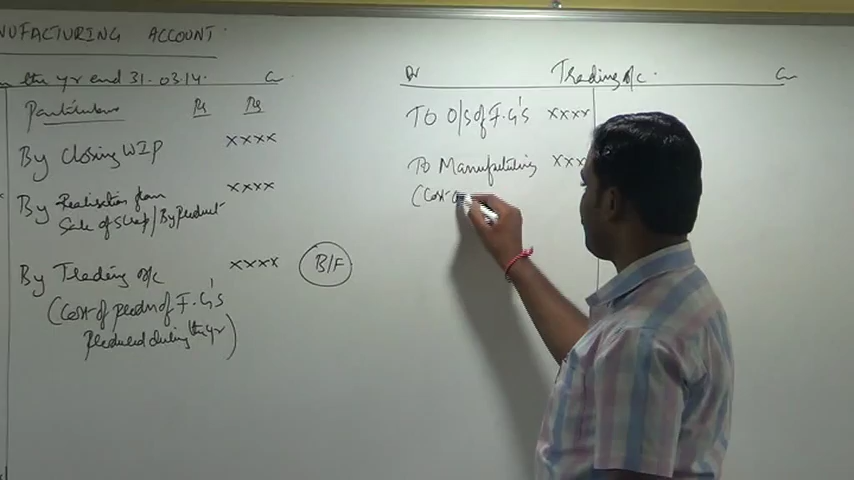 NUFACTURING ACCOUNT
the yr end 31.03.14. Cr
Particulars Rs Rs
By Closing WIP xxxx
By Realisation from xxxx
Sale of Scrap/By Product
By Trading a/c xxxx B/F
(Cost of prodn of F.G's
Produced during the yr)
Dr Trading a/c. Cr
To O/S of F.G's xxxx
To Manufacturing xxx
(Cost